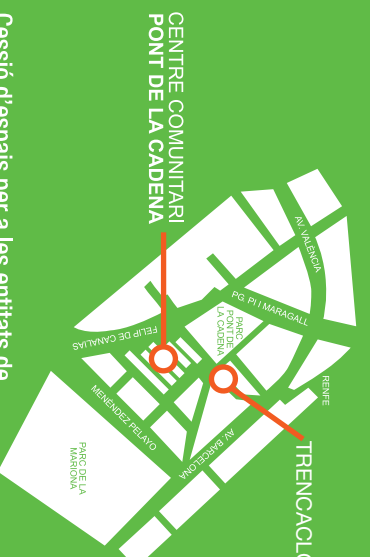 CENTRE COMUNITARI
PONT DE LA CADENA
AV. VALÈNCIA
PG. PI I MARAGALL
PARC
PONT DE
LA CADENA
FELIP DE CANALIAS
RENFE
MENÉNDEZ PELAYO
AV. BARCELONA
PARC DE LA
MARIONA
Cessió d'espais per a les entitats de